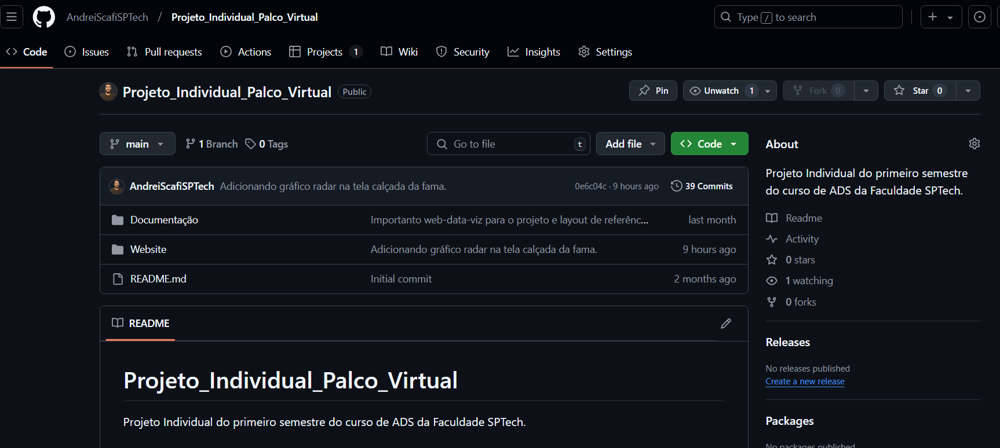 AndreiScafiSPTech / Projeto_Individual_Palco_Virtual
Type / to search
Code Issues Pull requests Actions Projects 1 Wiki Security Insights Settings
Projeto_Individual_Palco_Virtual Public
Pin Unwatch 1 Fork 0 Star 0
main 1 Branch 0 Tags
Go to file t Add file Code
AndreiScafiSPTech Adicionando gráfico radar na tela calçada da fama. 0e6c04c · 9 hours ago 39 Commits
Documentação Importanto web-data-viz para o projeto e layout de referênc... last month
Website Adicionando gráfico radar na tela calçada da fama. 9 hours ago
README.md Initial commit 2 months ago
README
Projeto_Individual_Palco_Virtual
Projeto Individual do primeiro semestre do curso de ADS da Faculdade SPTech.
About
Projeto Individual do primeiro semestre
do curso de ADS da Faculdade SPTech.
Readme
Activity
0 stars
1 watching
0 forks
Releases
No releases published
Create a new release
Packages
No packages published